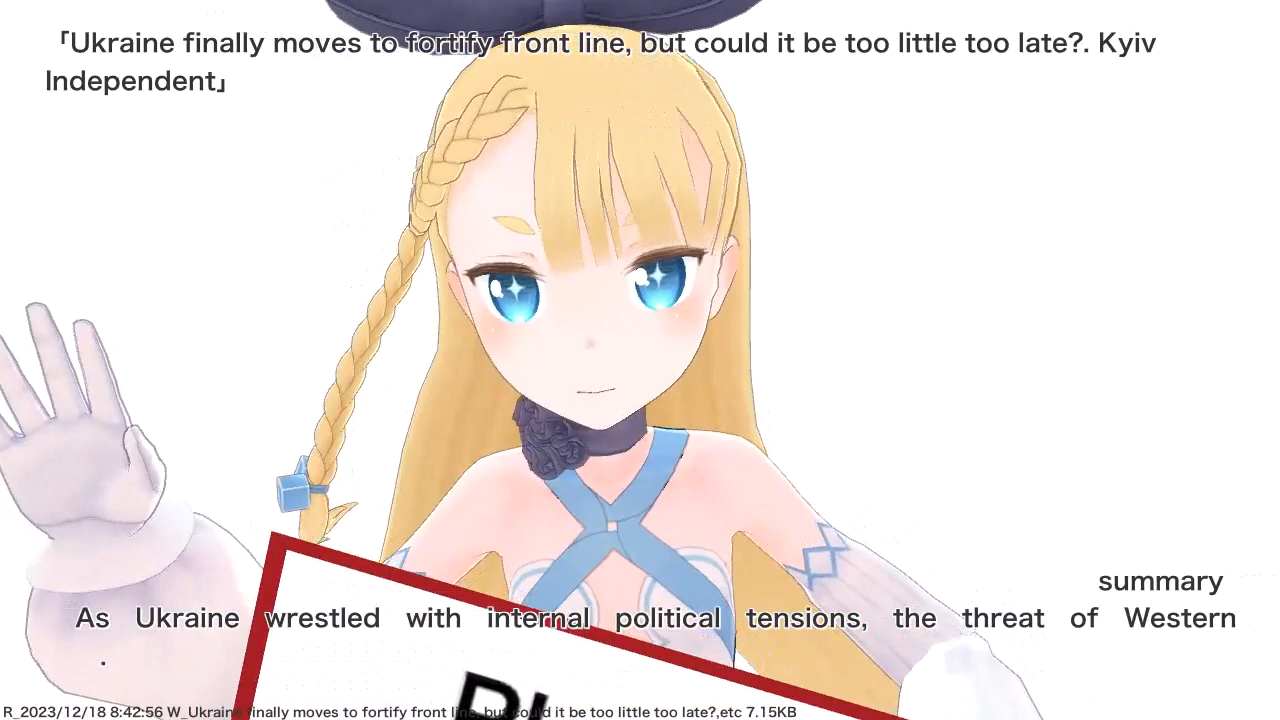 「Ukraine finally moves to fortify front line, but could it be too little too late?. Kyiv
Independent」
summary
As Ukraine wrestled with internal political tensions, the threat of Western
.
R_2023/12/18 8:42:56 W_Ukraine finally moves to fortify front line, but could it be too little too late?,etc 7.15KB